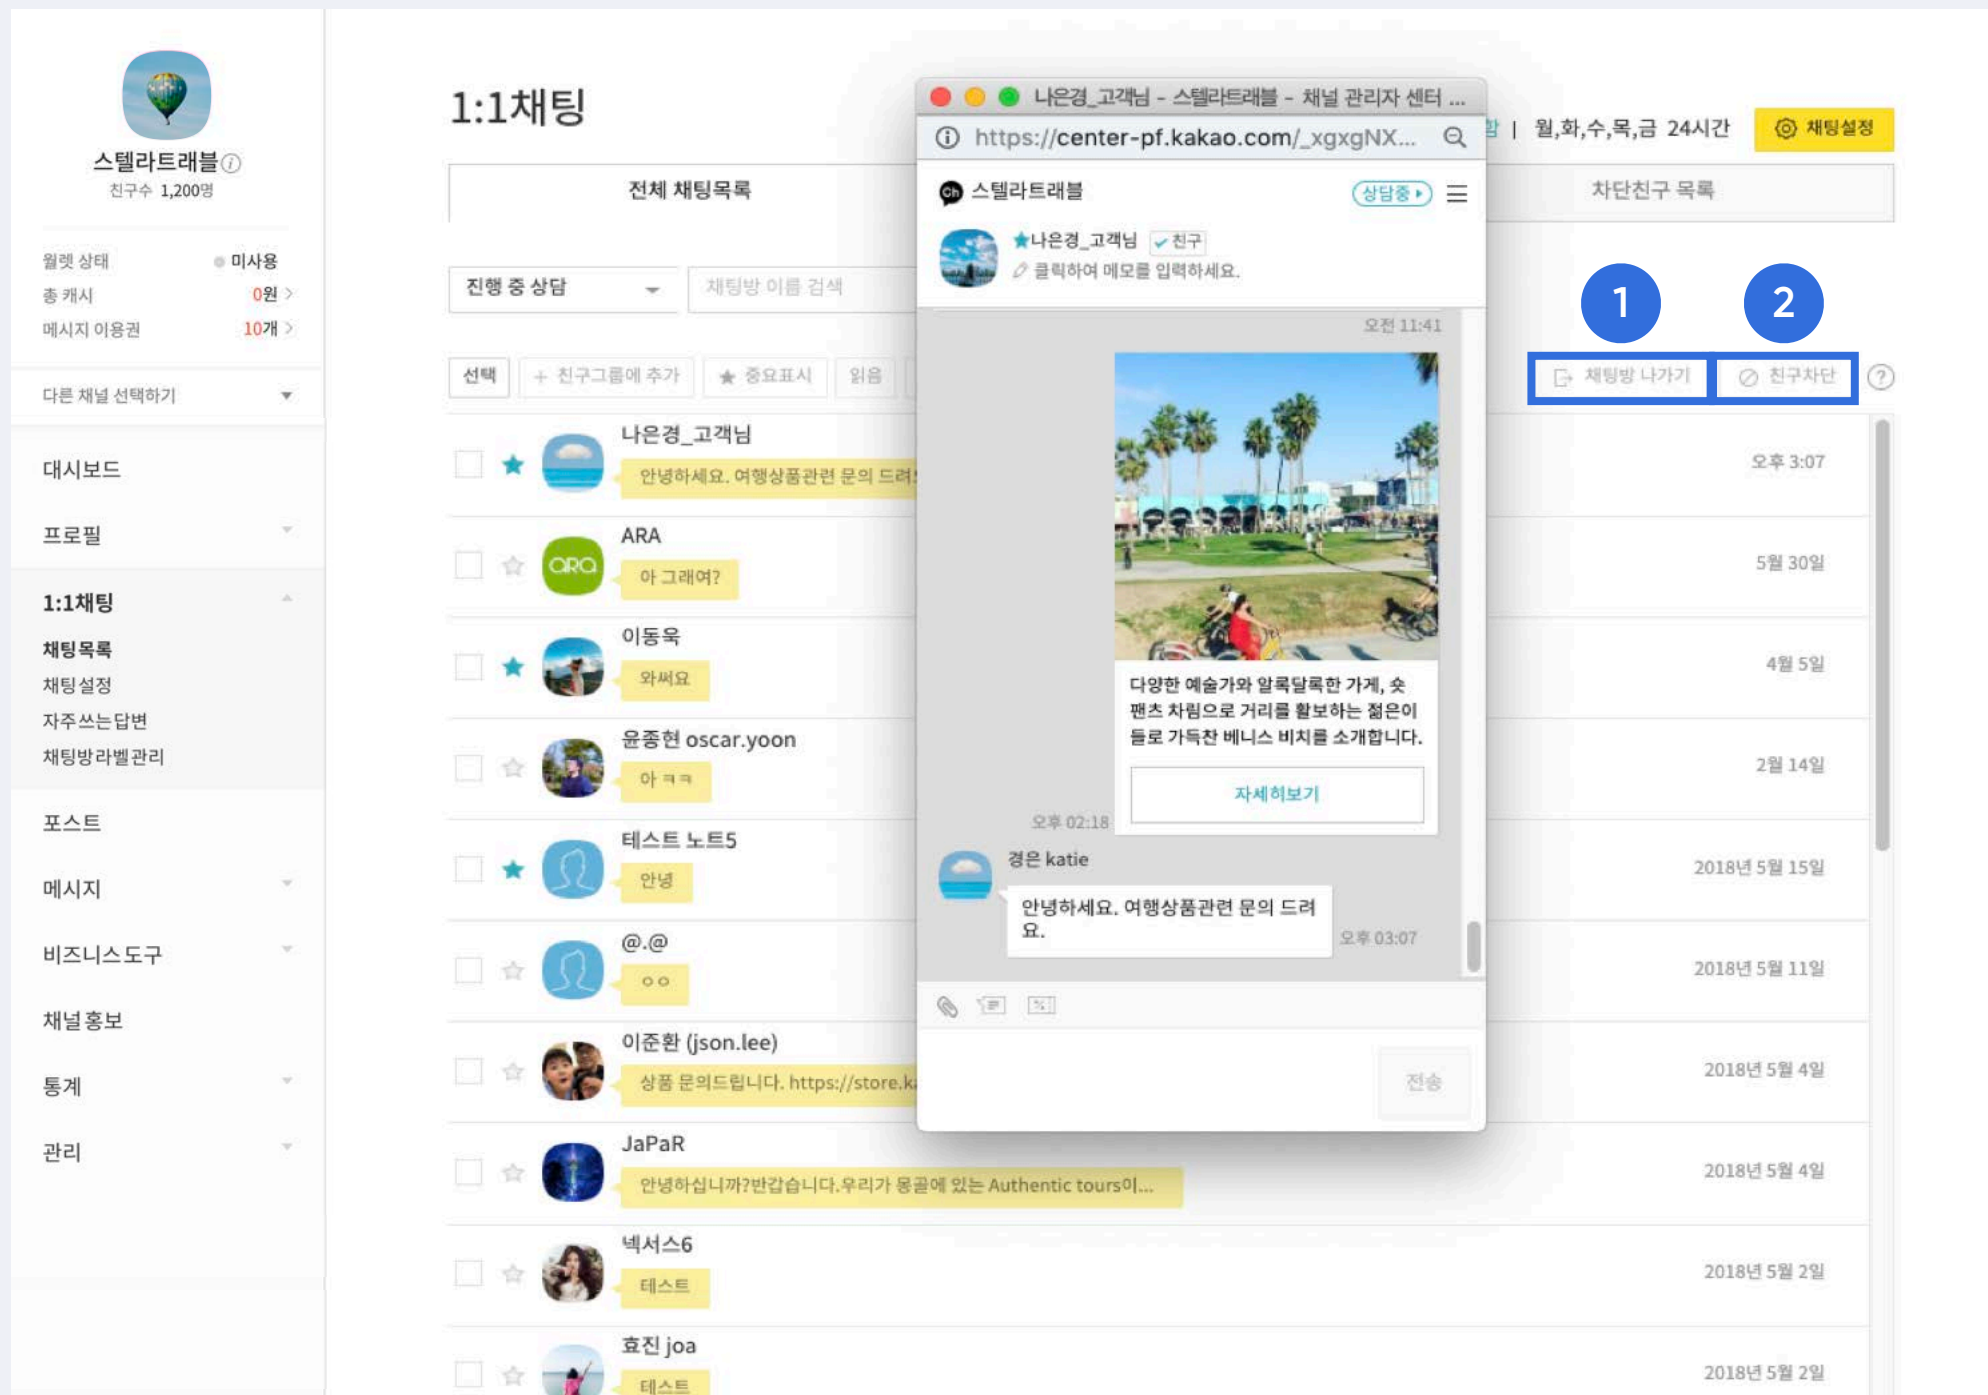 스텔라트래블
친구수 1,200명
월렛 상태 미사용
총 캐시 0원
메시지 이용권 10개
다른 채널 선택하기
대시보드
프로필
1:1채팅
채팅목록
채팅설정
자주쓰는답변
채팅방라벨관리
포스트
메시지
비즈니스도구
채널홍보
통계
관리
1:1채팅
함 | 월,화,수,목,금 24시간 채팅설정
전체 채팅목록
차단친구 목록
진행 중 상담
채팅방 이름 검색
1 2
선택 + 친구그룹에 추가 ★ 중요표시 읽음
채팅방 나가기 친구차단 ?
나은경_고객님
안녕하세요. 여행상품관련 문의 드려
오후 3:07
ARA
ara
아 그래여?
5월 30일
이동욱
와써요
4월 5일
윤종현 oscar.yoon
아 ㅋㅋ
2월 14일
테스트 노트5
안녕
2018년 5월 15일
@.@
ㅇㅇ
2018년 5월 11일
이준환 (json.lee)
상품 문의드립니다. https://store.ka
2018년 5월 4일
JaPaR
안녕하십니까?반갑습니다.우리가 몽골에 있는 Authentic tours이...
2018년 5월 4일
넥서스6
테스트
2018년 5월 2일
효진 joa
테스트
2018년 5월 2일
나은경_고객님 - 스텔라트래블 - 채널 관리자 센터 ...
https://center-pf.kakao.com/_xgxgNX...
Ch 스텔라트래블 상담중
★나은경_고객님 친구
클릭하여 메모를 입력하세요.
오전 11:41
다양한 예술가와 알록달록한 가게, 숏
팬츠 차림으로 거리를 활보하는 젊은이
들로 가득찬 베니스 비치를 소개합니다.
자세히보기
오후 02:18
경은 katie
안녕하세요. 여행상품관련 문의 드려
요.
오후 03:07
전송